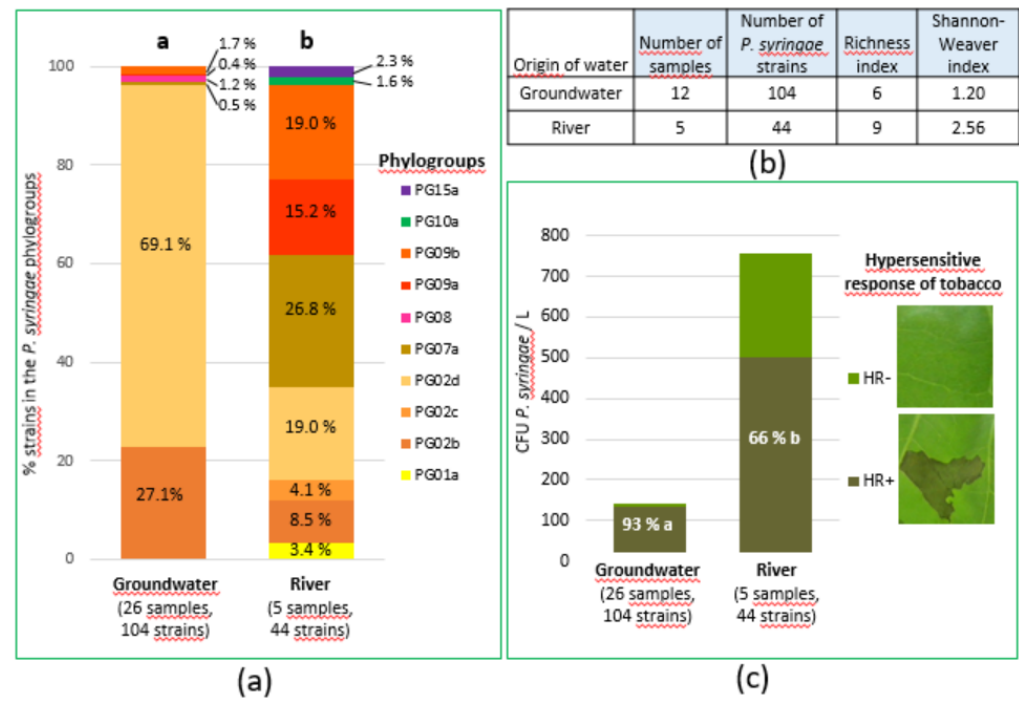 a
b
1.7 %
0.4 %
1.2 %
0.5 %
2.3 %
1.6 %
100
80
60
40
20
0
% strains in the P. syringae phylogroups
69.1 %
27.1%
19.0 %
15.2 %
26.8 %
19.0 %
4.1 %
8.5 %
3.4 %
Phylogroups
PG15a
PG10a
PG09b
PG09a
PG08
PG07a
PG02d
PG02c
PG02b
PG01a
Groundwater
(26 samples,
104 strains)
River
(5 samples,
44 strains)
(a)
Origin of water
Number of
samples
Number of
P. syringae
strains
Richness
index
Shannon-
Weaver
index
Groundwater 12 104 6 1.20
River 5 44 9 2.56
(b)
800
700
600
500
400
300
200
100
0
CFU P. syringae / L
93 % a
66 % b
Hypersensitive
response of tobacco
HR-
HR+
Groundwater
(26 samples,
104 strains)
River
(5 samples,
44 strains)
(c)